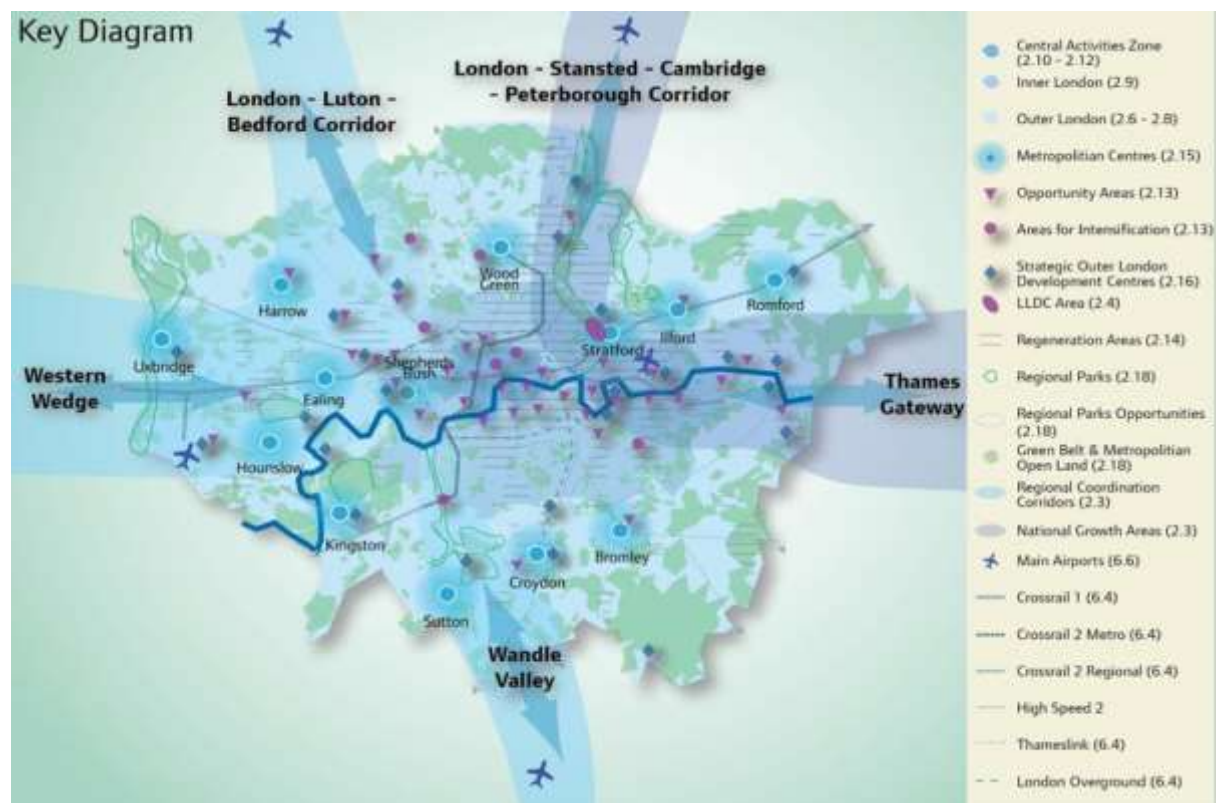 Key Diagram
London - Luton -
Bedford Corridor
London - Stansted - Cambridge
- Peterborough Corridor
Wood
Green
Harrow
Romford
Ilford
Stratford
Uxbridge
Shepherds
Bush
Western
Wedge
Ealing
Thames
Gateway
Hounslow
Kingston
Croydon
Bromley
Sutton
Wandle
Valley
Central Activities Zone
(2.10 - 2.12)
Inner London (2.9)
Outer London (2.6 - 2.8)
Metropolitan Centres (2.15)
Opportunity Areas (2.13)
Areas for Intensification (2.13)
Strategic Outer London
Development Centres (2.16)
LLDC Area (2.4)
Regeneration Areas (2.14)
Regional Parks (2.18)
Regional Parks Opportunities
(2.18)
Green Belt & Metropolitan
Open Land (2.18)
Regional Coordination
Corridors (2.3)
National Growth Areas (2.3)
Main Airports (6.6)
Crossrail 1 (6.4)
Crossrail 2 Metro (6.4)
Crossrail 2 Regional (6.4)
High Speed 2
Thameslink (6.4)
London Overground (6.4)